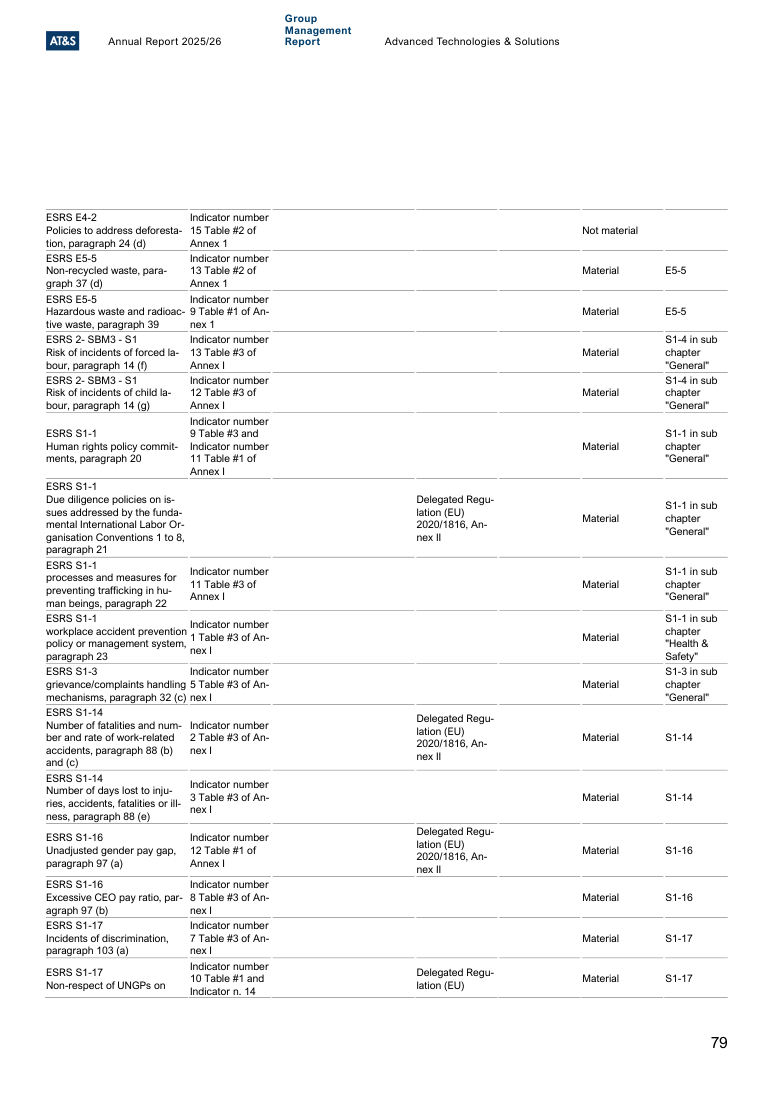 AT&S
Annual Report 2025/26
Group
Management
Report
Advanced Technologies & Solutions
ESRS E4-2
Policies to address deforesta-
tion, paragraph 24 (d)
Indicator number
15 Table #2 of
Annex 1
Not material
ESRS E5-5
Non-recycled waste, para-
graph 37 (d)
Indicator number
13 Table #2 of
Annex 1
Material
E5-5
ESRS E5-5
Hazardous waste and radioac-
tive waste, paragraph 39
Indicator number
9 Table #1 of An-
nex 1
Material
E5-5
ESRS 2- SBM3 - S1
Risk of incidents of forced la-
bour, paragraph 14 (f)
Indicator number
13 Table #3 of
Annex I
Material
S1-4 in sub
chapter
"General"
ESRS 2- SBM3 - S1
Risk of incidents of child la-
bour, paragraph 14 (g)
Indicator number
12 Table #3 of
Annex I
Material
S1-4 in sub
chapter
"General"
ESRS S1-1
Human rights policy commit-
ments, paragraph 20
Indicator number
9 Table #3 and
Indicator number
11 Table #1 of
Annex I
Material
S1-1 in sub
chapter
"General"
ESRS S1-1
Due diligence policies on is-
sues addressed by the funda-
mental International Labor Or-
ganisation Conventions 1 to 8,
paragraph 21
Delegated Regu-
lation (EU)
2020/1816, An-
nex II
Material
S1-1 in sub
chapter
"General"
ESRS S1-1
processes and measures for
preventing trafficking in hu-
man beings, paragraph 22
Indicator number
11 Table #3 of
Annex I
Material
S1-1 in sub
chapter
"General"
ESRS S1-1
workplace accident prevention
policy or management system,
paragraph 23
Indicator number
1 Table #3 of An-
nex I
Material
S1-1 in sub
chapter
"Health &
Safety"
ESRS S1-3
grievance/complaints handling
mechanisms, paragraph 32 (c)
Indicator number
5 Table #3 of An-
nex I
Material
S1-3 in sub
chapter
"General"
ESRS S1-14
Number of fatalities and num-
ber and rate of work-related
accidents, paragraph 88 (b)
and (c)
Indicator number
2 Table #3 of An-
nex I
Delegated Regu-
lation (EU)
2020/1816, An-
nex II
Material
S1-14
ESRS S1-14
Number of days lost to inju-
ries, accidents, fatalities or ill-
ness, paragraph 88 (e)
Indicator number
3 Table #3 of An-
nex I
Material
S1-14
ESRS S1-16
Unadjusted gender pay gap,
paragraph 97 (a)
Indicator number
12 Table #1 of
Annex I
Delegated Regu-
lation (EU)
2020/1816, An-
nex II
Material
S1-16
ESRS S1-16
Excessive CEO pay ratio, par-
agraph 97 (b)
Indicator number
8 Table #3 of An-
nex I
Material
S1-16
ESRS S1-17
Incidents of discrimination,
paragraph 103 (a)
Indicator number
7 Table #3 of An-
nex I
Material
S1-17
ESRS S1-17
Non-respect of UNGPs on
Indicator number
10 Table #1 and
Indicator n. 14
Delegated Regu-
lation (EU)
Material
S1-17
79